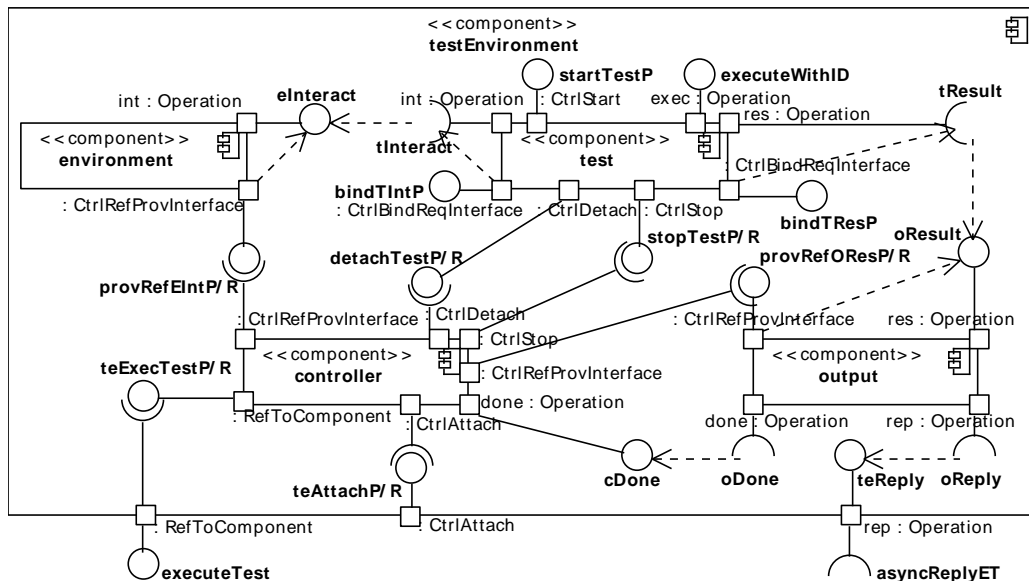 <<component>>
testEnvironment
startTestP
executeWithID
eInteract
tResult
int : Operation
int : Operation
: CtrlStart
exec : Operation
res : Operation
<<component>>
environment
tInteract
<<component>>
test
: CtrlBindReqInterface
bindTIntP
: CtrlRefProvInterface
: CtrlBindReqInterface
: CtrlDetach
: CtrlStop
bindTResP
oResult
stopTestP/R
provRefOResP/R
detachTestP/R
provRefEIntP/R
: CtrlDetach
: CtrlRefProvInterface
: CtrlStop
: CtrlRefProvInterface
res : Operation
<<component>>
controller
<<component>>
output
teExecTestP/R
: CtrlRefProvInterface
done : Operation
: RefToComponent
: CtrlAttach
done : Operation
rep : Operation
teAttachP/R
cDone
oDone
teReply
oReply
: RefToComponent
: CtrlAttach
rep : Operation
executeTest
asyncReplyET